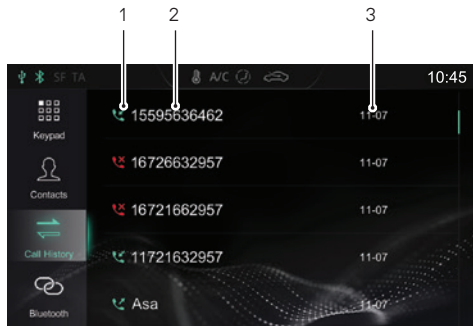 1 2 3
SF TA A/C 10:45
Keypad
Contacts
Call History
Bluetooth
15595636462 11-07
16726632957 11-07
16721662957 11-07
11721632957 11-07
Asa 11-07